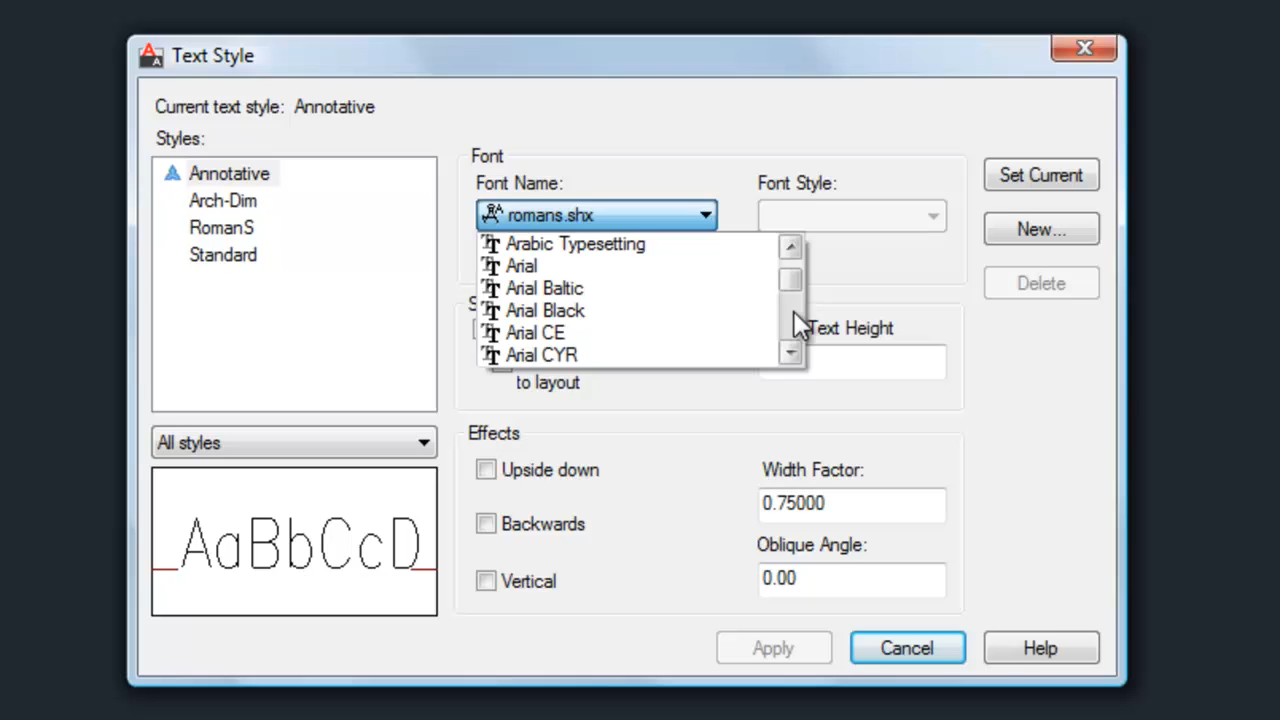 Text Style
Current text style: Annotative
Styles:
Annotative
Arch-Dim
RomanS
Standard
All styles
AaBbCcD
Font
Font Name:
romans.shx
Arabic Typesetting
Arial
Arial Baltic
Arial Black
Arial CE
Arial CYR
Font Style:
Text Height
to layout
Effects
Upside down
Backwards
Vertical
Width Factor:
0.75000
Oblique Angle:
0.00
Set Current
New...
Delete
Apply
Cancel
Help